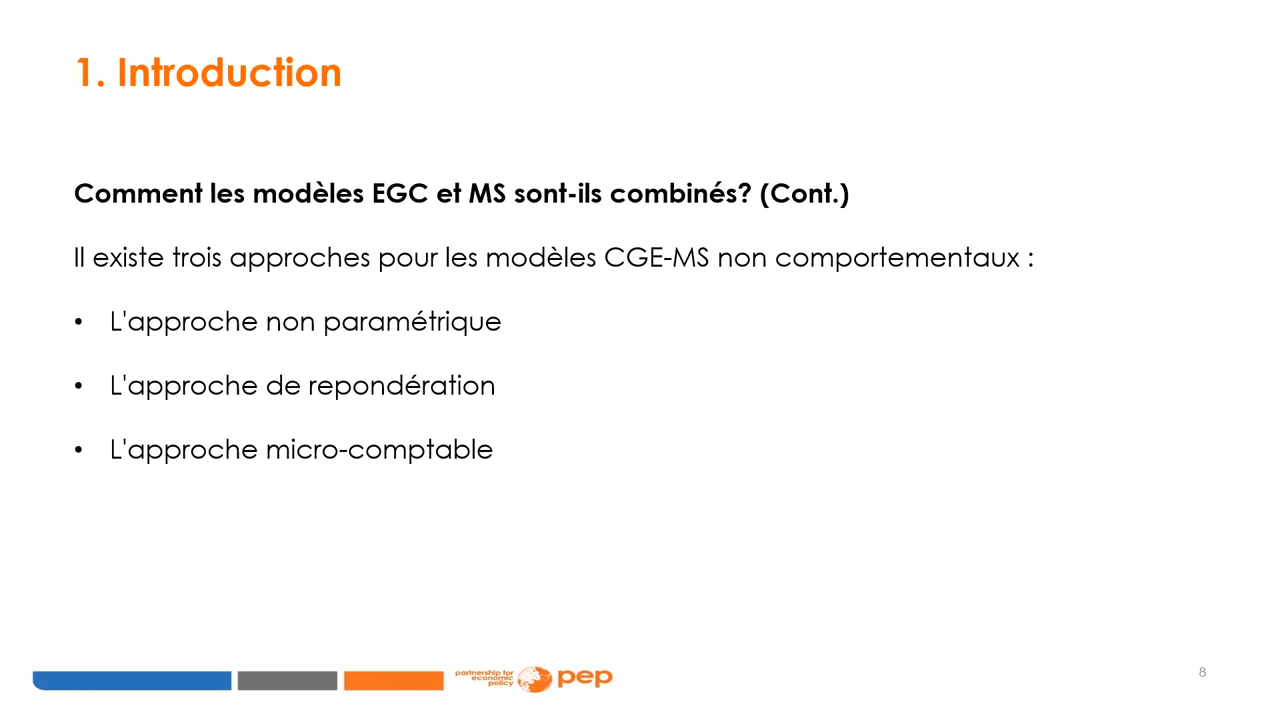 1. Introduction
Comment les modèles EGC et MS sont-ils combinés? (Cont.)
Il existe trois approches pour les modèles CGE-MS non comportementaux :
• L'approche non paramétrique
• L'approche de repondération
• L'approche micro-comptable
partnership for
economic
policy
pep
8